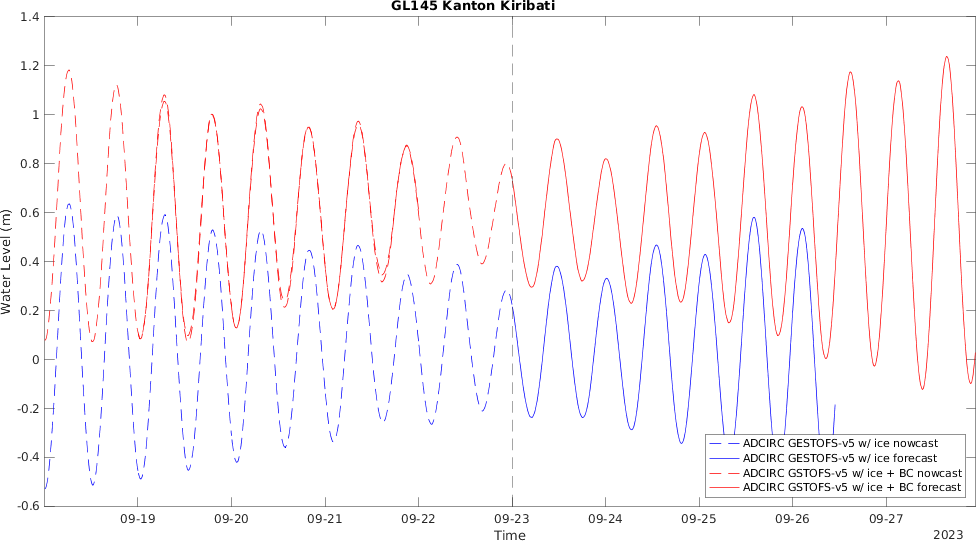 GL145 Kanton Kiribati
1.4
1.2
1
0.8
0.6
0.4
0.2
0
-0.2
-0.4
-0.6
Water Level (m)
ADCIRC GESTOFS-v5 w/ ice nowcast
ADCIRC GESTOFS-v5 w/ ice forecast
ADCIRC GSTOFS-v5 w/ ice + BC nowcast
ADCIRC GSTOFS-v5 w/ ice + BC forecast
09-19 09-20 09-21 09-22 09-23 09-24 09-25 09-26 09-27
Time
2023